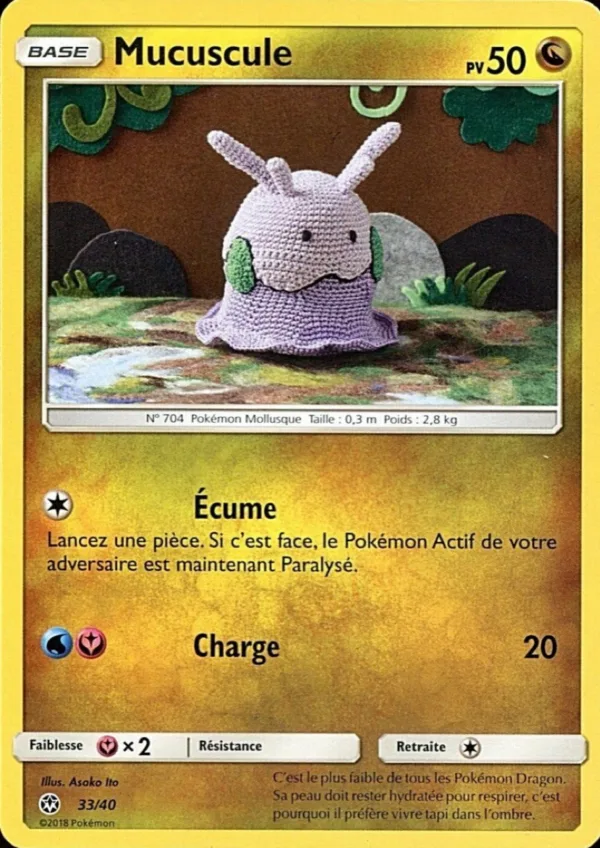 BASE Mucuscule PV 50
N° 704 Pokémon Mollusque Taille : 0,3 m Poids : 2,8 kg
Écume
Lancez une pièce. Si c'est face, le Pokémon Actif de votre
adversaire est maintenant Paralysé.
Charge 20
Faiblesse × 2 Résistance Retraite
Illus. Asako Ito
33/40
©2018 Pokémon
C'est le plus faible de tous les Pokémon Dragon.
Sa peau doit rester hydratée pour respirer, c'est
pourquoi il préfère vivre tapi dans l'ombre.